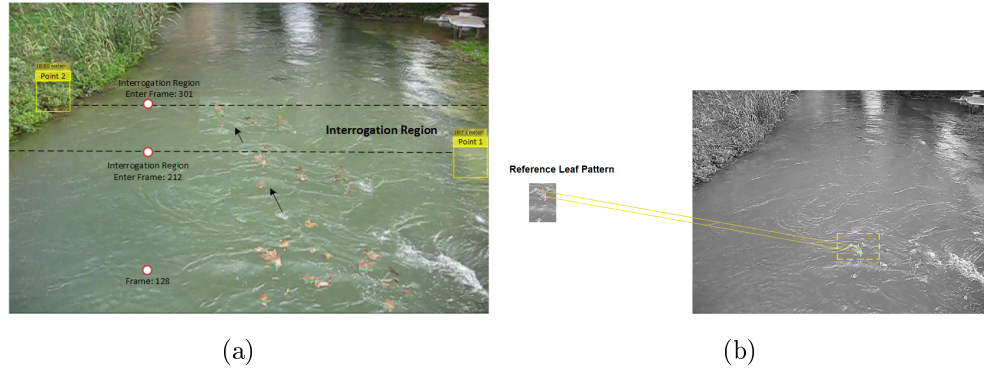 Point 2
Interrogation Region
Enter Frame: 301
Interrogation Region
Point 1
Interrogation Region
Enter Frame: 212
Frame: 128
Reference Leaf Pattern
(a)
(b)